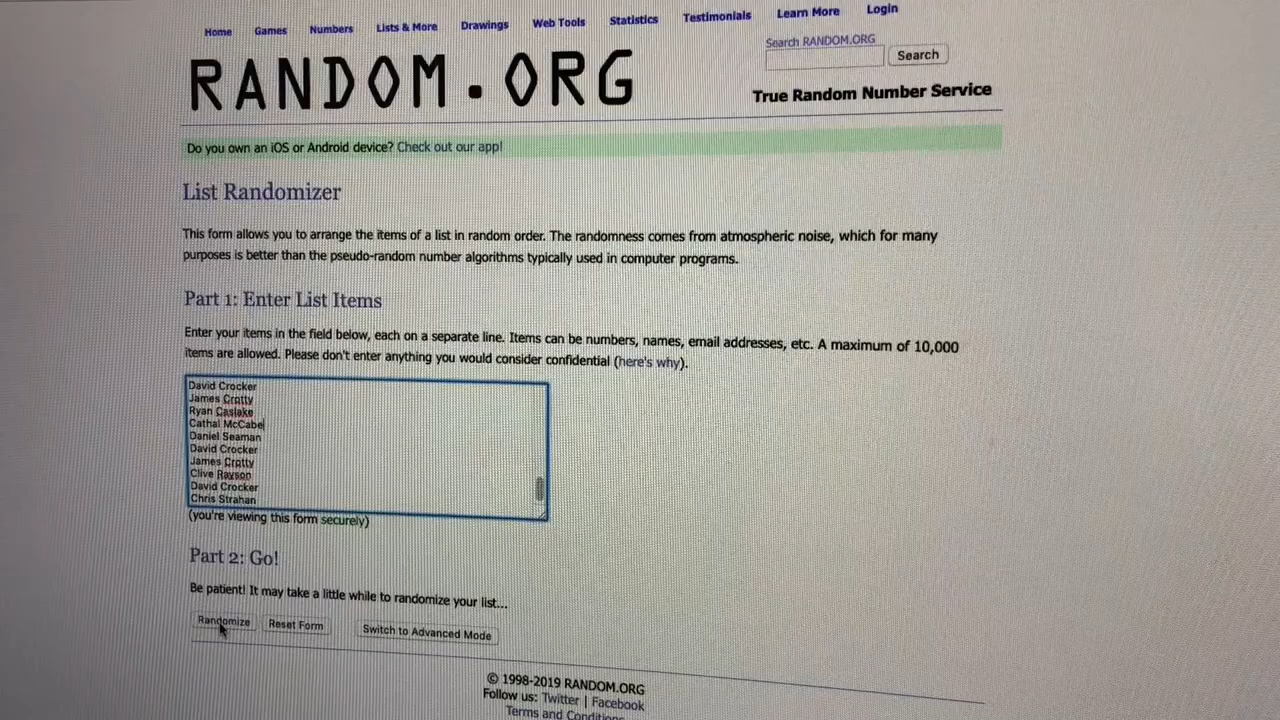 Home Games Numbers Lists & More Drawings Web Tools Statistics Testimonials Learn More Login
Search RANDOM.ORG
Search
RANDOM.ORG
True Random Number Service
Do you own an iOS or Android device? Check out our app!
List Randomizer
This form allows you to arrange the items of a list in random order. The randomness comes from atmospheric noise, which for many
purposes is better than the pseudo-random number algorithms typically used in computer programs.
Part 1: Enter List Items
Enter your items in the field below, each on a separate line. Items can be numbers, names, email addresses, etc. A maximum of 10,000
items are allowed. Please don't enter anything you would consider confidential (here's why).
David Crocker
James Crotty
Ryan Caslake
Cathal McCabe
Daniel Seaman
David Crocker
James Crotty
Clive Rayson
David Crocker
Chris Strahan
(you're viewing this form securely)
Part 2: Go!
Be patient! It may take a little while to randomize your list...
Randomize Reset Form Switch to Advanced Mode
© 1998-2019 RANDOM.ORG
Follow us: Twitter | Facebook
Terms and Conditions